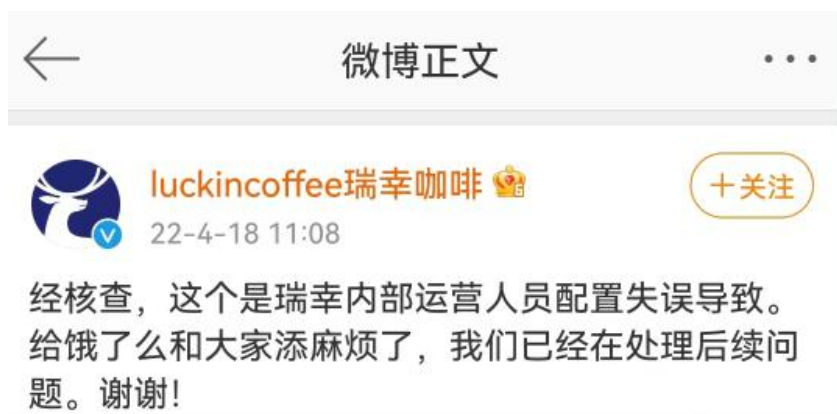 微博正文
luckincoffee瑞幸咖啡
+关注
22-4-18 11:08
经核查，这个是瑞幸内部运营人员配置失误导致。
给饿了么和大家添麻烦了，我们已经在处理后续问
题。谢谢！